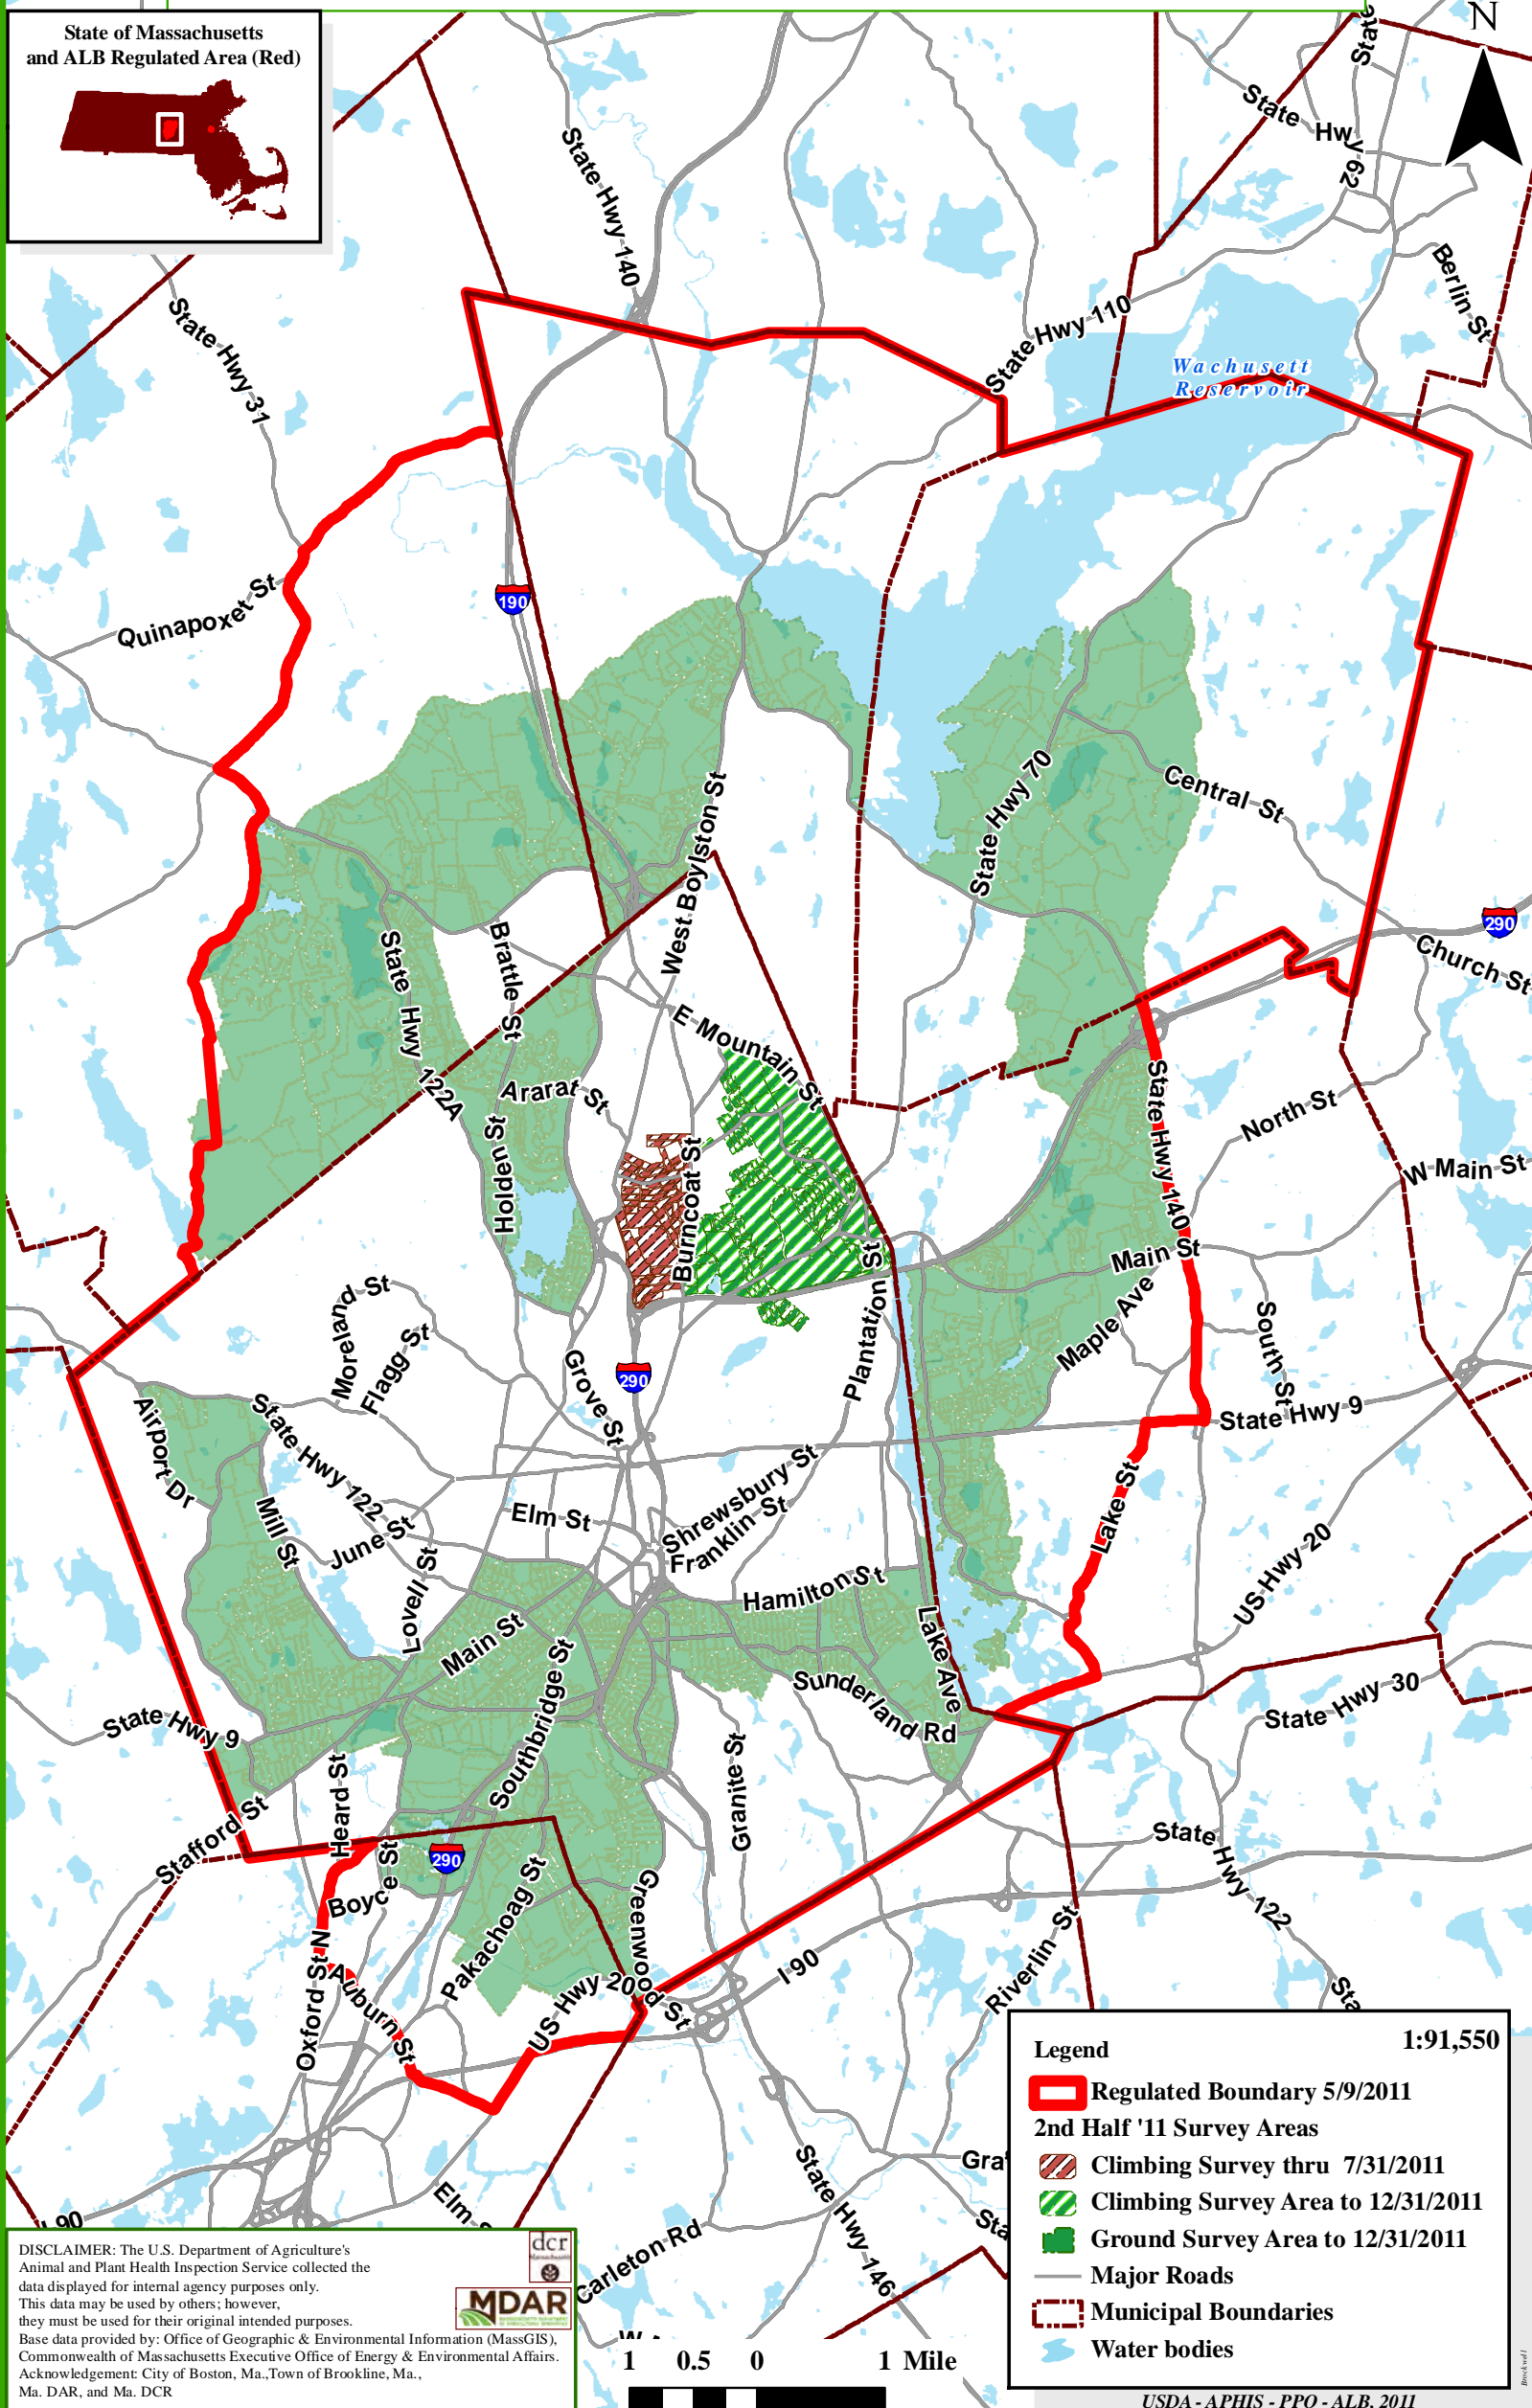 State of Massachusetts
and ALB Regulated Area (Red)
N
State
State Hwy 62
Berlin St
State Hwy 140
State Hwy 110
State Hwy 31
Wachusett
Reservoir
Quinapoxet St
190
State Hwy 70
Central St
West Boylston St
290
Church St
State Hwy 122A
Brattle St
E Mountain St
Ararat St
Holden St
Burncoat St
State Hwy 140
North St
W Main St
Main St
Maple Ave
South St
Plantation St
Moreland St
Flagg St
Grove St
290
State Hwy 9
Airport Dr
State Hwy 122
Mill St
June St
Lovell St
Elm St
Shrewsbury St
Franklin St
Hamilton St
Lake St
US Hwy 20
Main St
Southbridge St
Lake Ave
Sunderland Rd
State Hwy 30
State Hwy 9
Granite St
Heard St
Stafford St
290
Boyce St
State Hwy 122
Pakachoag St
Greenwood St
I 90
Riverlin St
Sta
Oxford St N
Auburn St
US Hwy 20
Gra
Sta
State Hwy 146
Elm S
I 90
Carleton Rd
Legend
1:91,550
Regulated Boundary 5/9/2011
2nd Half '11 Survey Areas
Climbing Survey thru 7/31/2011
Climbing Survey Area to 12/31/2011
Ground Survey Area to 12/31/2011
Major Roads
Municipal Boundaries
Water bodies
DISCLAIMER: The U.S. Department of Agriculture's
Animal and Plant Health Inspection Service collected the
data displayed for internal agency purposes only.
This data may be used by others; however,
they must be used for their original intended purposes.
Base data provided by: Office of Geographic & Environmental Information (MassGIS),
Commonwealth of Massachusetts Executive Office of Energy & Environmental Affairs.
Acknowledgement: City of Boston, Ma.,Town of Brookline, Ma.,
Ma. DAR, and Ma. DCR
dcr
Massachusetts
MDAR
1 0.5 0 1 Mile
Brockwell
USDA - APHIS - PPQ - ALB, 2011